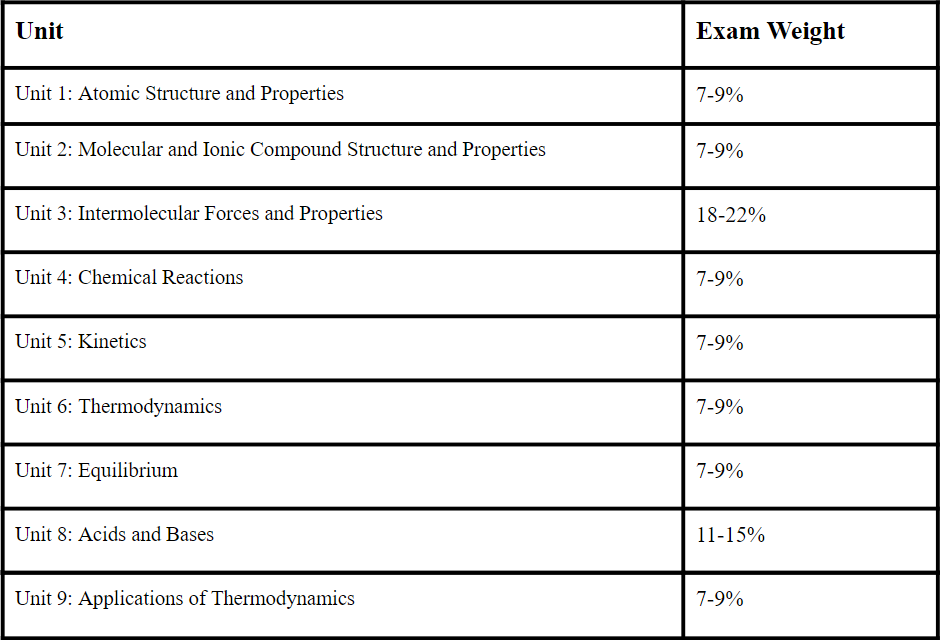 Unit Exam Weight
Unit 1: Atomic Structure and Properties 7-9%
Unit 2: Molecular and Ionic Compound Structure and Properties 7-9%
Unit 3: Intermolecular Forces and Properties 18-22%
Unit 4: Chemical Reactions 7-9%
Unit 5: Kinetics 7-9%
Unit 6: Thermodynamics 7-9%
Unit 7: Equilibrium 7-9%
Unit 8: Acids and Bases 11-15%
Unit 9: Applications of Thermodynamics 7-9%